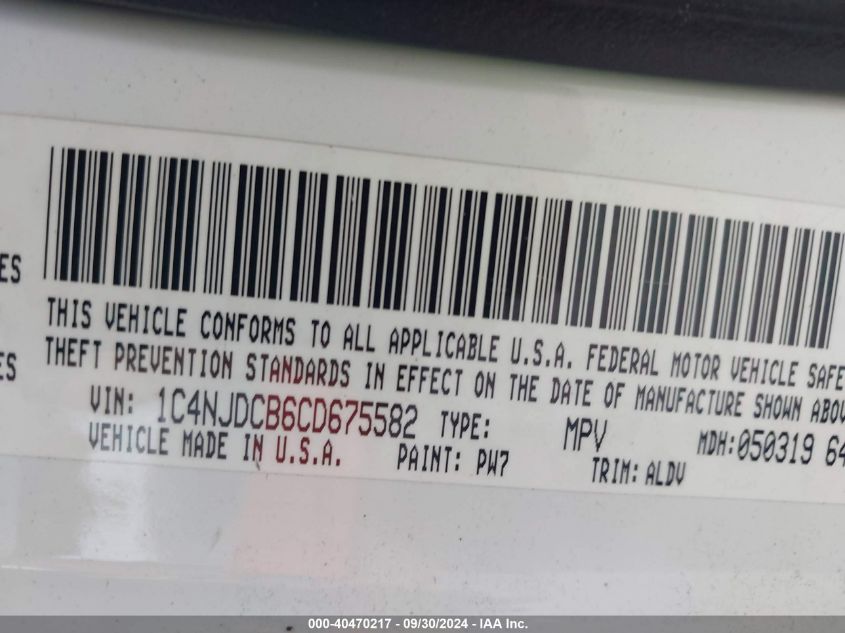 ES
THIS VEHICLE CONFORMS TO ALL APPLICABLE U.S.A. FEDERAL MOTOR VEHICLE SAFE
ES
THEFT PREVENTION STANDARDS IN EFFECT ON THE DATE OF MANUFACTURE SHOWN ABOV
VIN: 1C4NJDCB6CD675582 TYPE: MPV MDH:050319 64
VEHICLE MADE IN U.S.A. PAINT: PW7 TRIM: ALDV
000-40470217 - 09/30/2024 - IAA Inc.